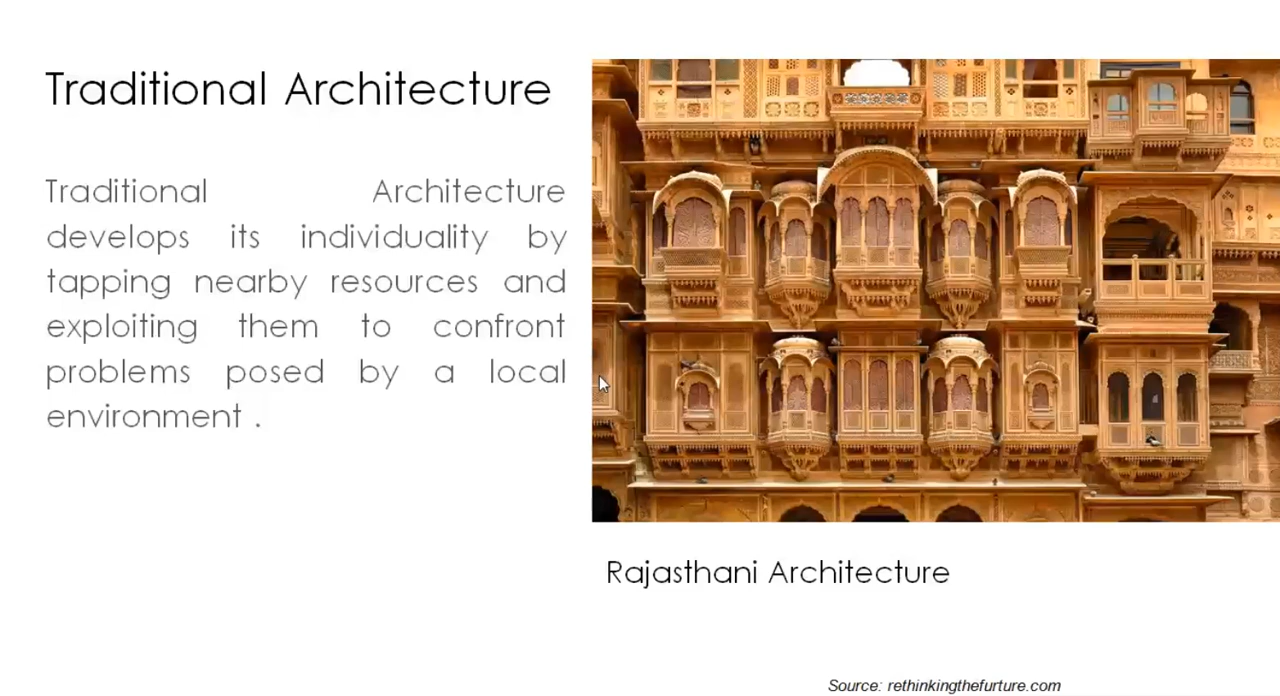 Traditional Architecture
Traditional Architecture
develops its individuality by
tapping nearby resources and
exploiting them to confront
problems posed by a local
environment .
Rajasthani Architecture
Source: rethinkingthefurture.com